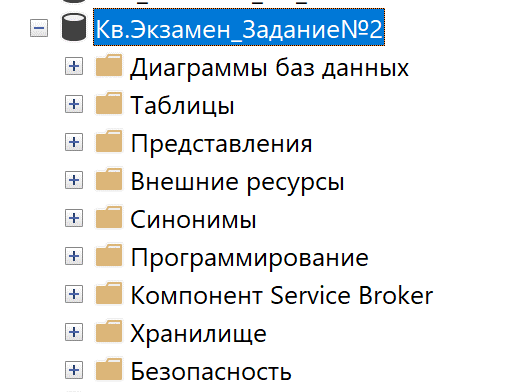 Кв.Экзамен_Задание№2
Диаграммы баз данных
Таблицы
Представления
Внешние ресурсы
Синонимы
Программирование
Компонент Service Broker
Хранилище
Безопасность